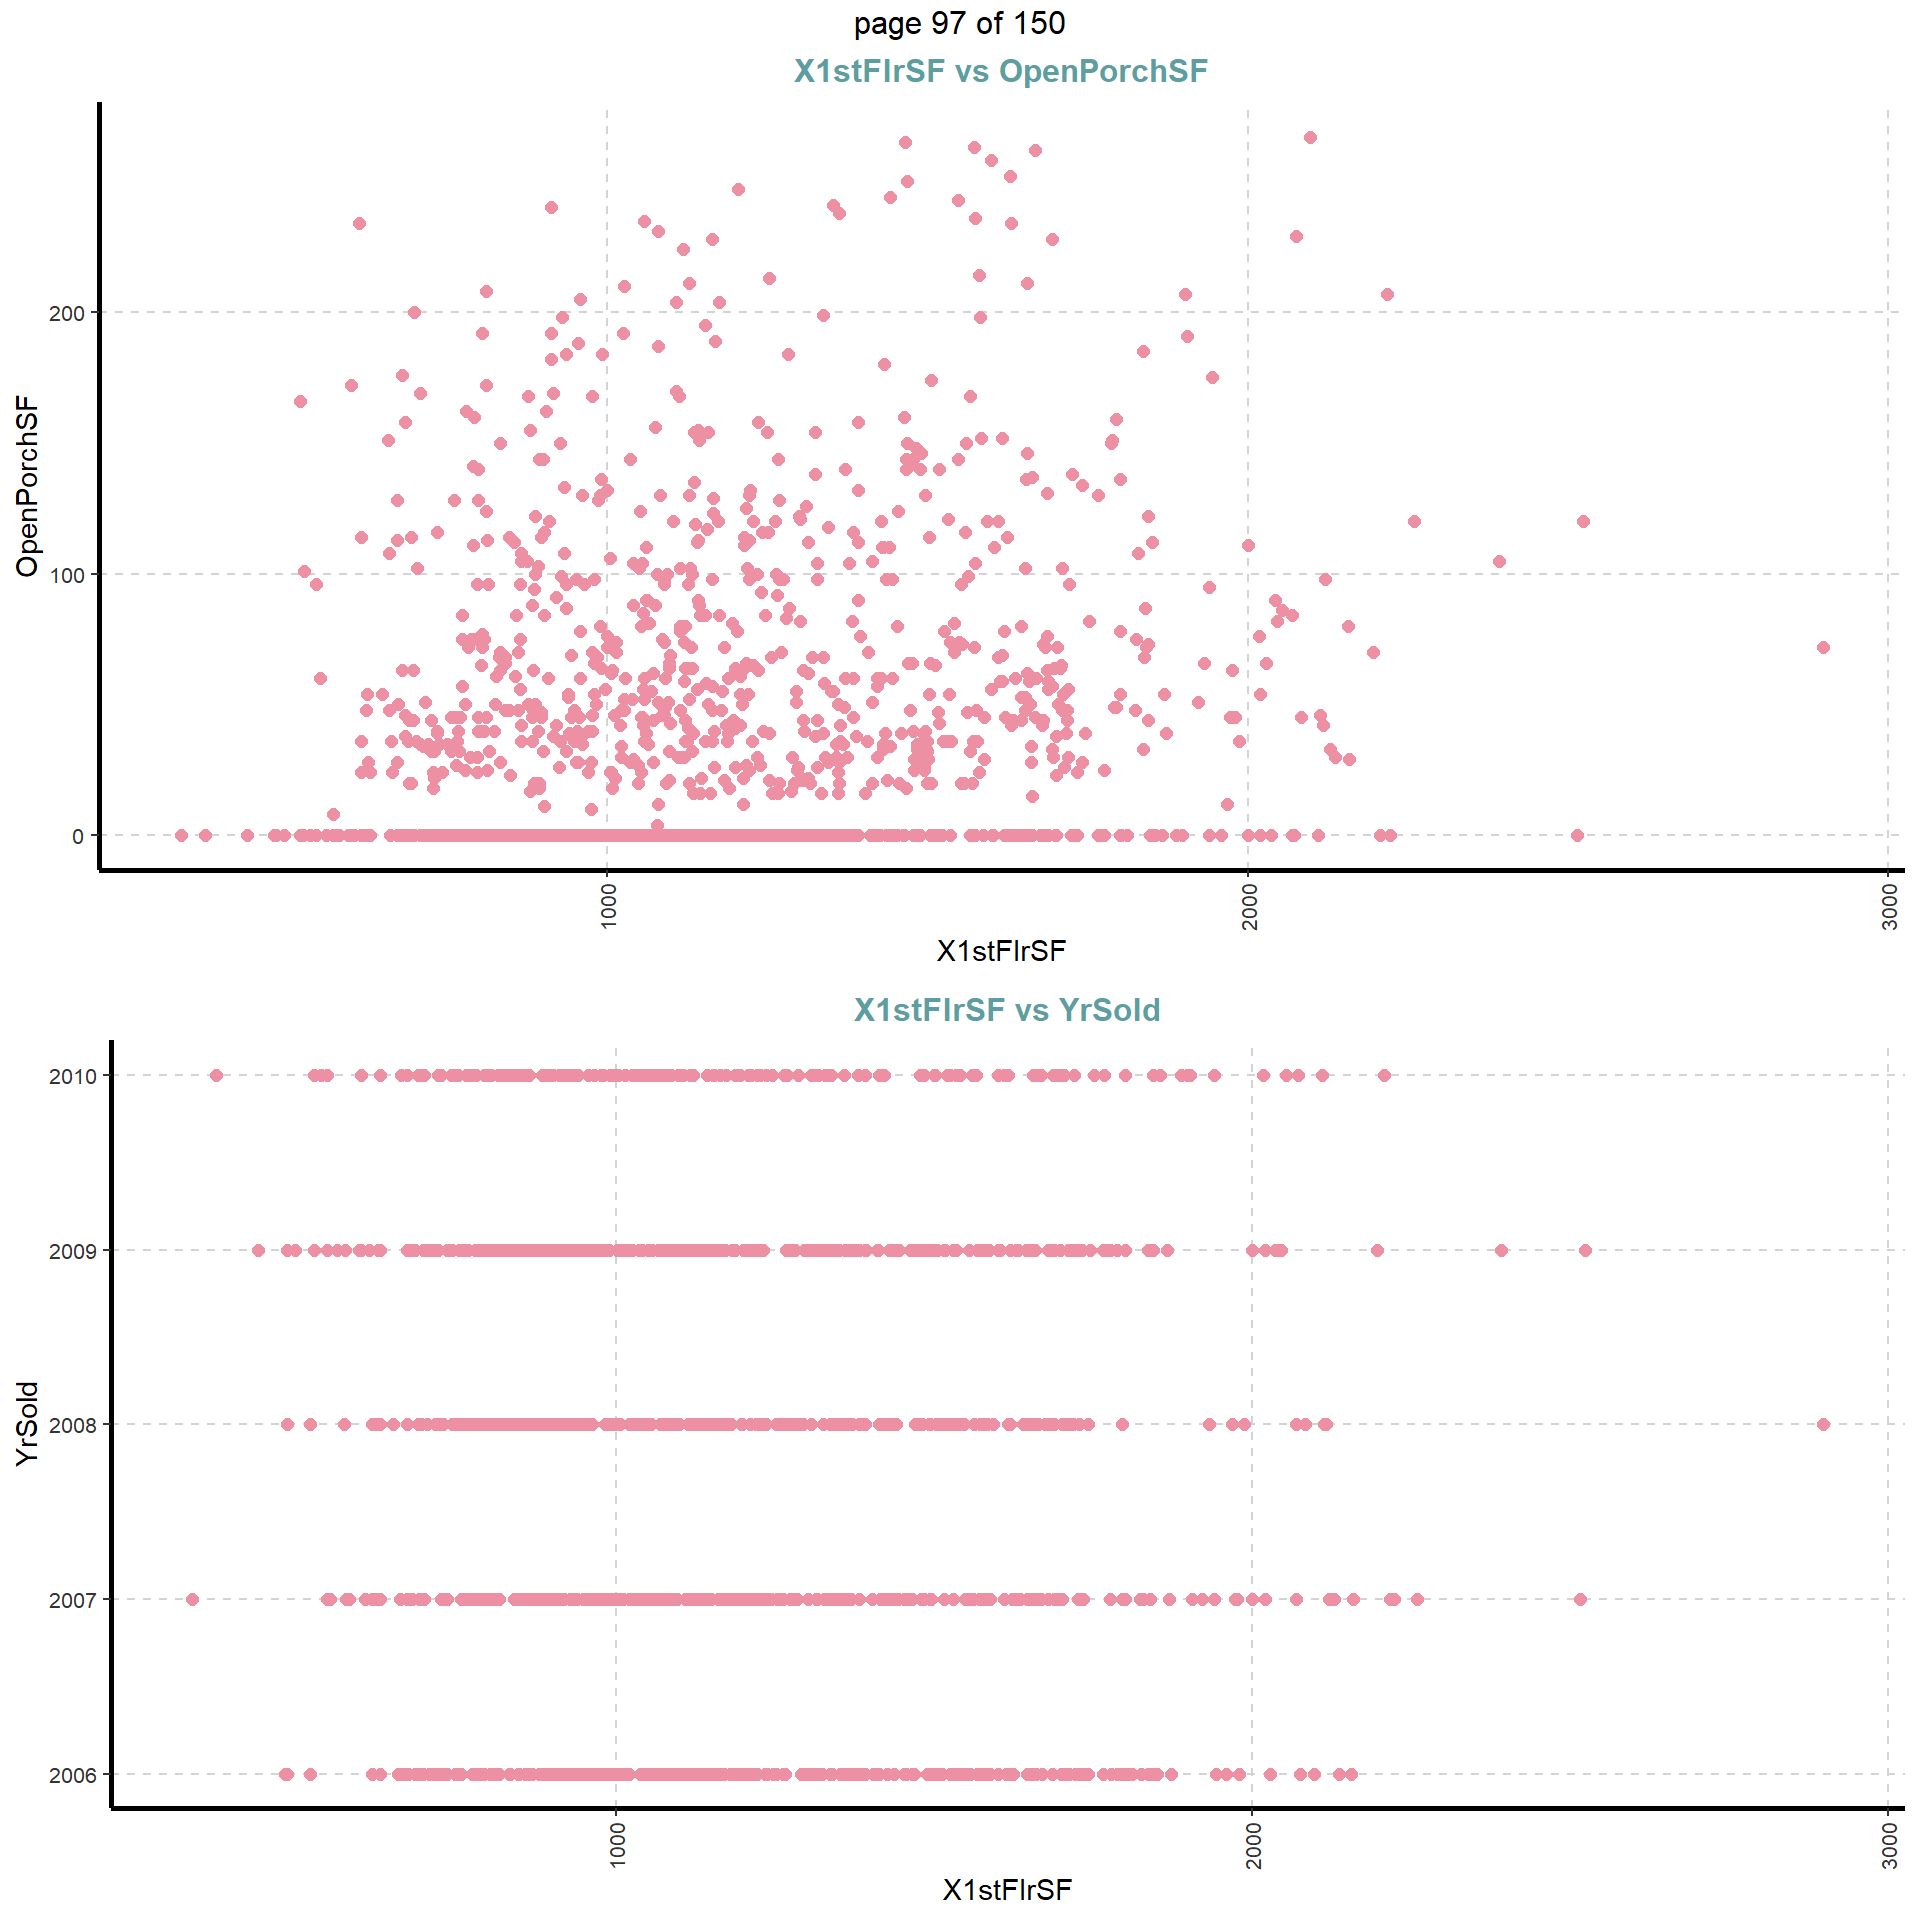 page 97 of 150
X1stFlrSF vs OpenPorchSF
OpenPorchSF
200
100
0
1000
2000
3000
X1stFlrSF
X1stFlrSF vs YrSold
YrSold
2010
2009
2008
2007
2006
1000
2000
3000
X1stFlrSF